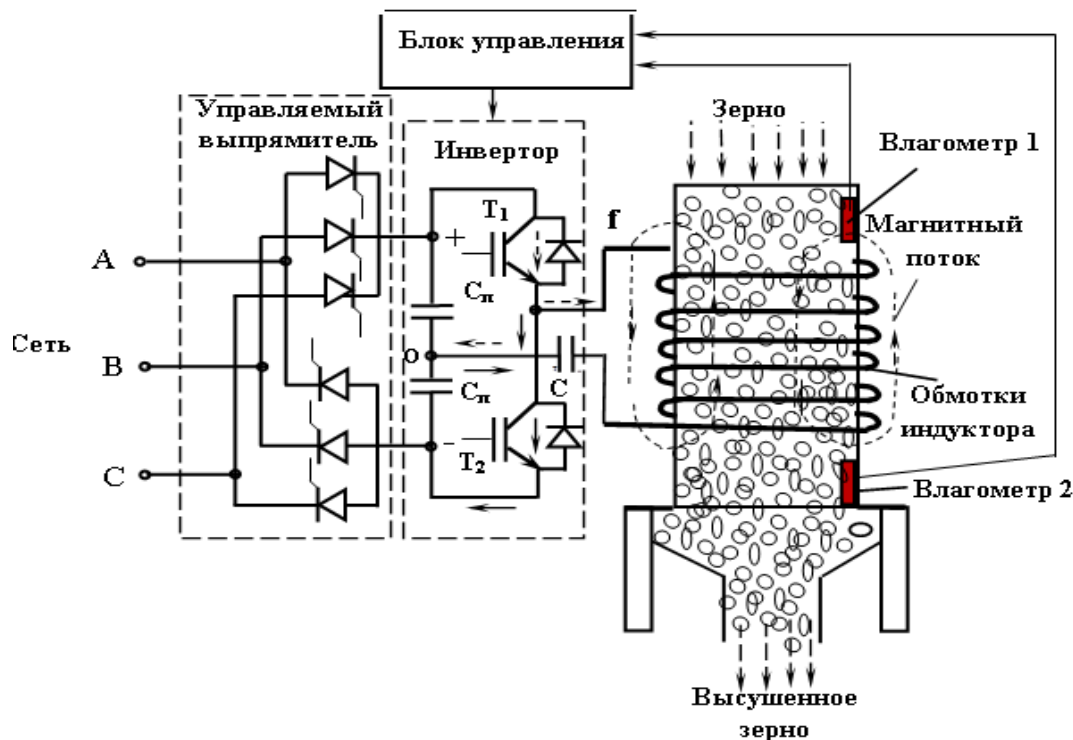 Блок управления
Управляемый
выпрямитель
Инвертор
Зерно
Влагометр 1
Магнитный
поток
T1
f
+
A
Cп
Сеть
B
o
C
Cп
-
T2
Обмотки
индуктора
C
Влагометр 2
Высушенное
зерно